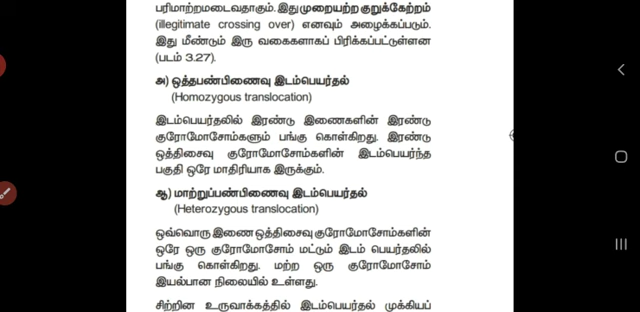 பரிமாற்றமடைவதாகும். இது முறையற்ற குறுக்கேற்றம்
(illegitimate crossing over) எனவும் அழைக்கப்படும்.
இது மீண்டும் இரு வகைகளாகப் பிரிக்கப்பட்டுள்ளன
(படம் 3.27).
அ) ஒத்தபண்பிணைவு இடம்பெயர்தல்
(Homozygous translocation)
இடம்பெயர்தலில் இரண்டு இணைகளின் இரண்டு
குரோமோசோம்களும் பங்கு கொள்கிறது. இரண்டு
ஒத்திசைவு குரோமோசோம்களின் இடம்பெயர்ந்த
பகுதி ஒரே மாதிரியாக இருக்கும்.
ஆ) மாற்றுப்பண்பிணைவு இடம்பெயர்தல்
(Heterozygous translocation)
ஒவ்வொரு இணை ஒத்திசைவு குரோமோசோம்களின்
ஒரே ஒரு குரோமோசோம் மட்டும் இடம் பெயர்தலில்
பங்கு கொள்கிறது. மற்ற ஒரு குரோமோசோம்
இயல்பான நிலையில் உள்ளது.
சிற்றின உருவாக்கத்தில் இடம்பெயர்தல் முக்கியப்